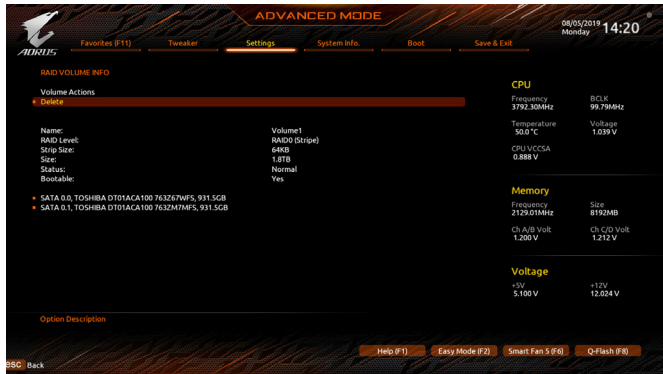 ADVANCED MODE
08/05/2019 14:20
Monday
AORUS
Favorites (F11) Tweaker Settings System Info. Boot Save & Exit
RAID VOLUME INFO
Volume Actions
Delete
Name: Volume1
RAID Level: RAID0 (Stripe)
Strip Size: 64KB
Size: 1.8TB
Status: Normal
Bootable: Yes
SATA 0.0, TOSHIBA DT01ACA100 763Z67WFS, 931.5GB
SATA 0.1, TOSHIBA DT01ACA100 763ZM7MFS, 931.5GB
CPU
Frequency BCLK
3792.30MHz 99.79MHz
Temperature Voltage
50.0 °C 1.039 V
CPU VCCSA
0.888 V
Memory
Frequency Size
2129.01MHz 8192MB
Ch A/B Volt Ch C/D Volt
1.200 V 1.212 V
Voltage
+5V +12V
5.100 V 12.024 V
Option Description
Help (F1) Easy Mode (F2) Smart Fan 5 (F6) Q-Flash (F8)
esc Back